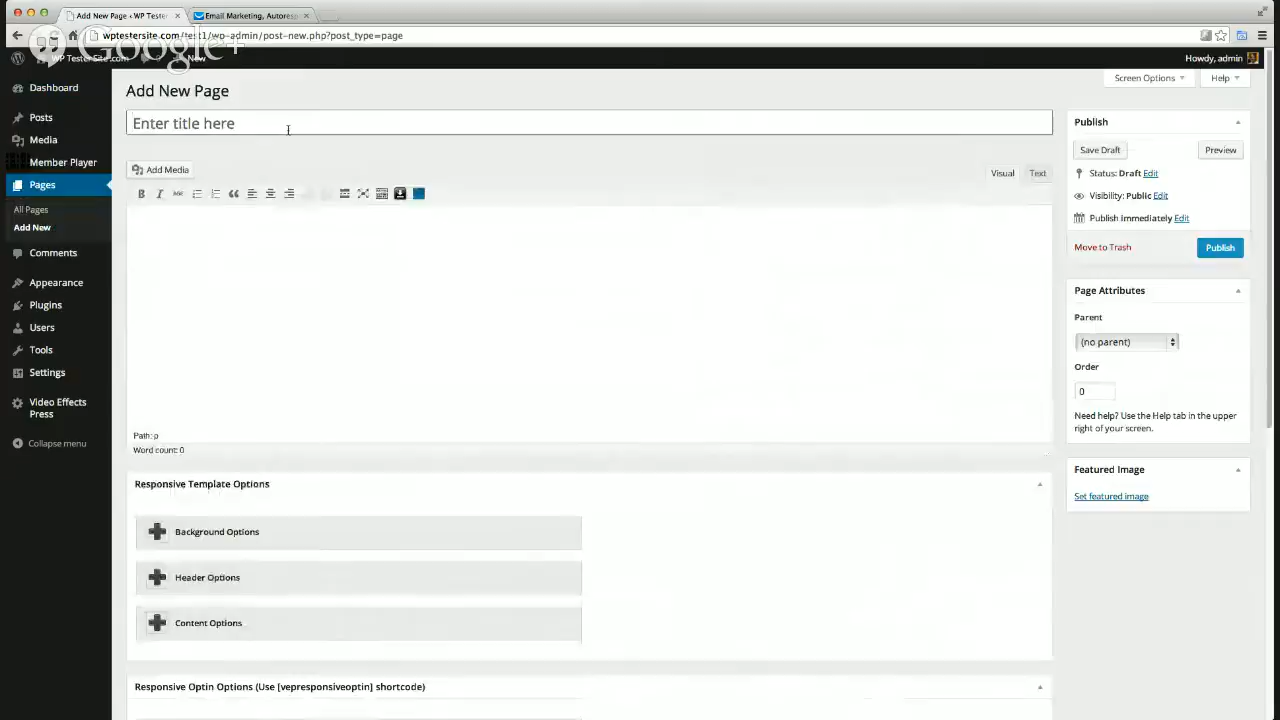 Add New Page ‹ WP Tester
Email Marketing, Autoresp
wptestersite.com/test1/wp-admin/post-new.php?post_type=page
Google+
WP Tester Site.com
New
Howdy, admin
Dashboard
Posts
Media
Member Player
Pages
All Pages
Add New
Comments
Appearance
Plugins
Users
Tools
Settings
Video Effects
Press
Collapse menu
Add New Page
Screen Options
Help
Enter title here
Add Media
Visual
Text
Path: p
Word count: 0
Responsive Template Options
Background Options
Header Options
Content Options
Responsive Optin Options (Use [vepresponsiveoptin] shortcode)
Publish
Save Draft
Preview
Status: Draft Edit
Visibility: Public Edit
Publish immediately Edit
Move to Trash
Publish
Page Attributes
Parent
(no parent)
Order
0
Need help? Use the Help tab in the upper
right of your screen.
Featured Image
Set featured image